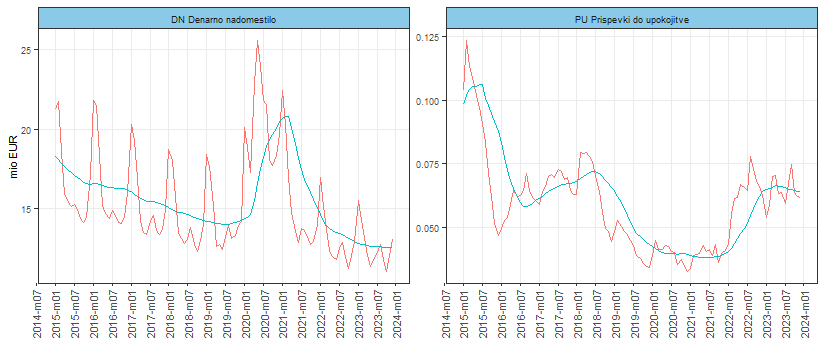 DN Denarno nadomestilo
PU Prispevki do upokojitve
mio EUR
25
20
15
0.125
0.100
0.075
0.050
2014-m07
2015-m01
2015-m07
2016-m01
2016-m07
2017-m01
2017-m07
2018-m01
2018-m07
2019-m01
2019-m07
2020-m01
2020-m07
2021-m01
2021-m07
2022-m01
2022-m07
2023-m01
2023-m07
2024-m01
2014-m07
2015-m01
2015-m07
2016-m01
2016-m07
2017-m01
2017-m07
2018-m01
2018-m07
2019-m01
2019-m07
2020-m01
2020-m07
2021-m01
2021-m07
2022-m01
2022-m07
2023-m01
2023-m07
2024-m01